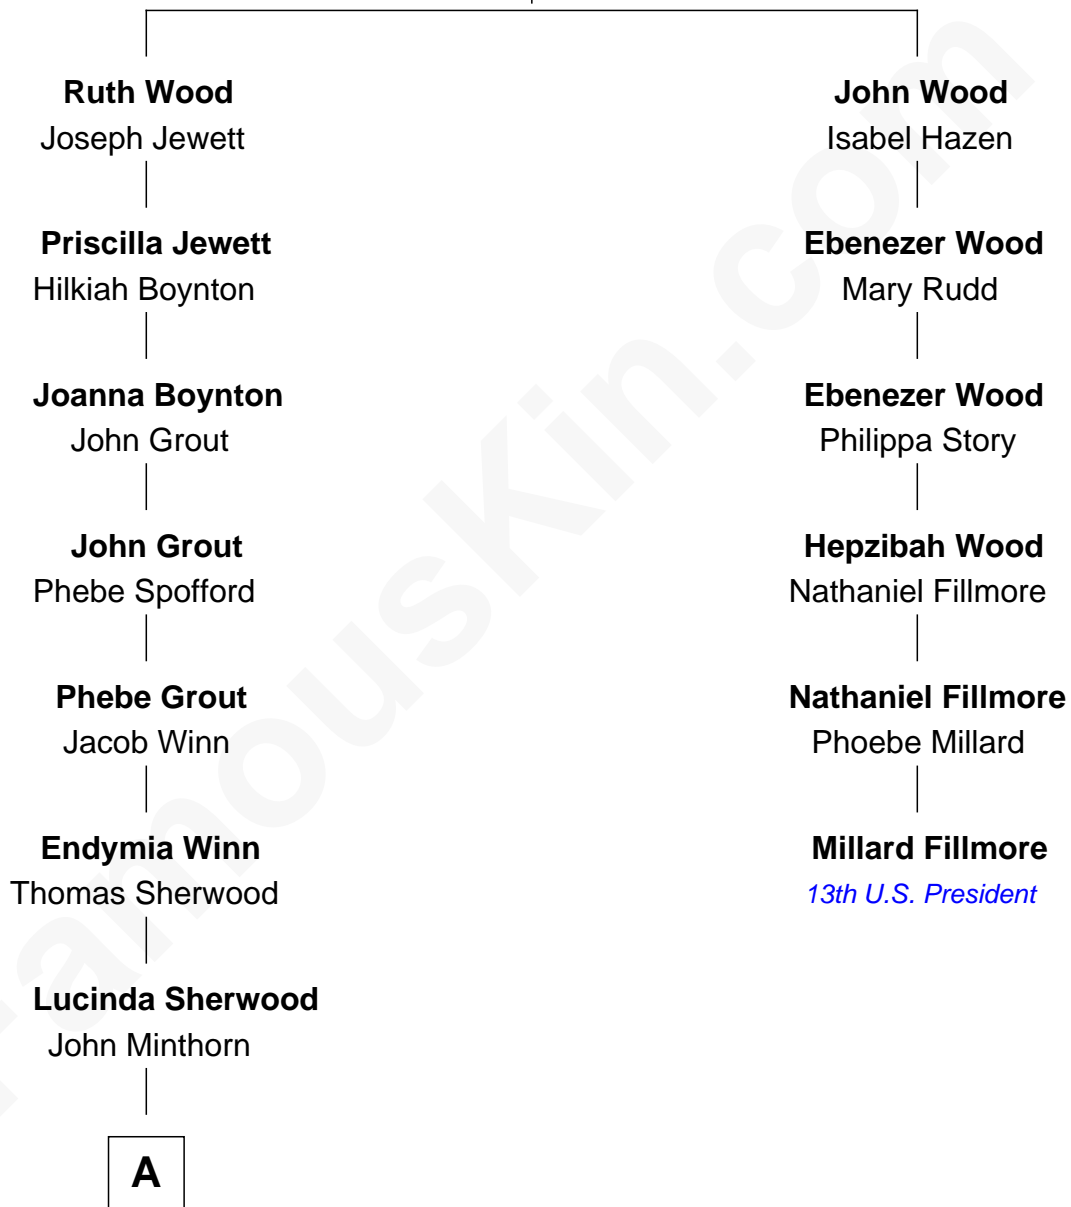 Ruth Wood
Joseph Jewett
Priscilla Jewett
Hilkiah Boynton
Joanna Boynton
John Grout
John Grout
Phebe Spofford
Phebe Grout
Jacob Winn
Endymia Winn
Thomas Sherwood
Lucinda Sherwood
John Minthorn
A
John Wood
Isabel Hazen
Ebenezer Wood
Mary Rudd
Ebenezer Wood
Philippa Story
Hepzibah Wood
Nathaniel Fillmore
Nathaniel Fillmore
Phoebe Millard
Millard Fillmore
13th U.S. President
FamousKin.com